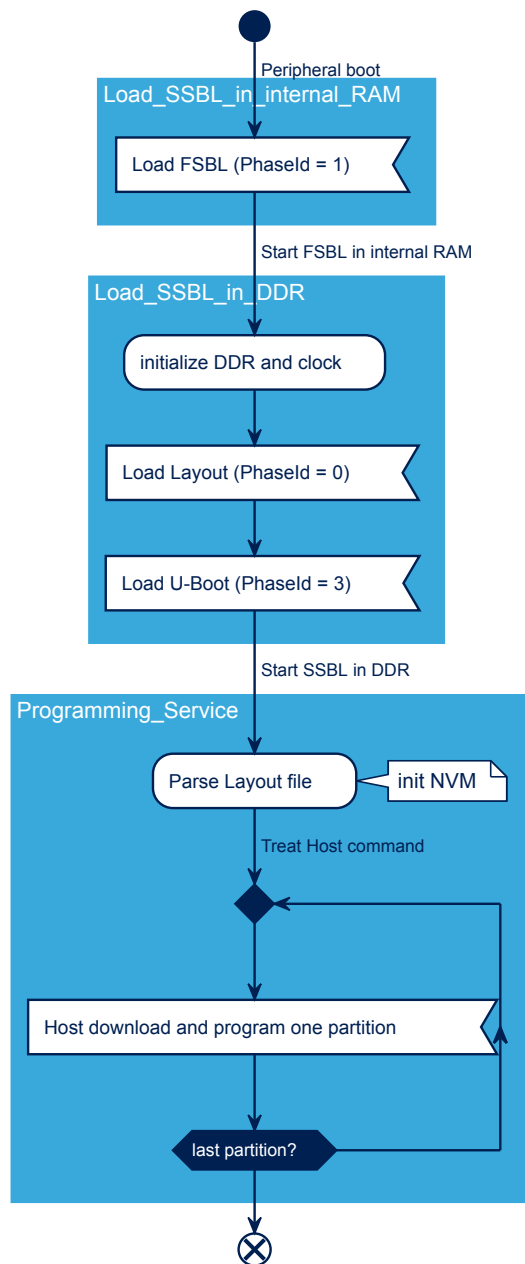 Peripheral boot
Load_SSBL_in_internal_RAM
Load FSBL (PhaseId = 1)
Start FSBL in internal RAM
Load_SSBL_in_DDR
initialize DDR and clock
Load Layout (PhaseId = 0)
Load U-Boot (PhaseId = 3)
Start SSBL in DDR
Programming_Service
Parse Layout file
init NVM
Treat Host command
Host download and program one partition
last partition?